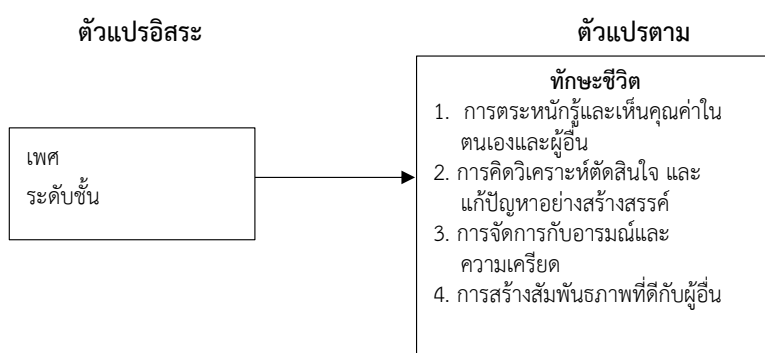 ตัวแปรอิสระ
ตัวแปรตาม
เพศ
ระดับชั้น
ทักษะชีวิต
1. การตระหนักรู้และเห็นคุณค่าใน
ตนเองและผู้อื่น
2. การคิดวิเคราะห์ตัดสินใจ และ
แก้ปัญหาอย่างสร้างสรรค์
3. การจัดการกับอารมณ์และ
ความเครียด
4. การสร้างสัมพันธภาพที่ดีกับผู้อื่น